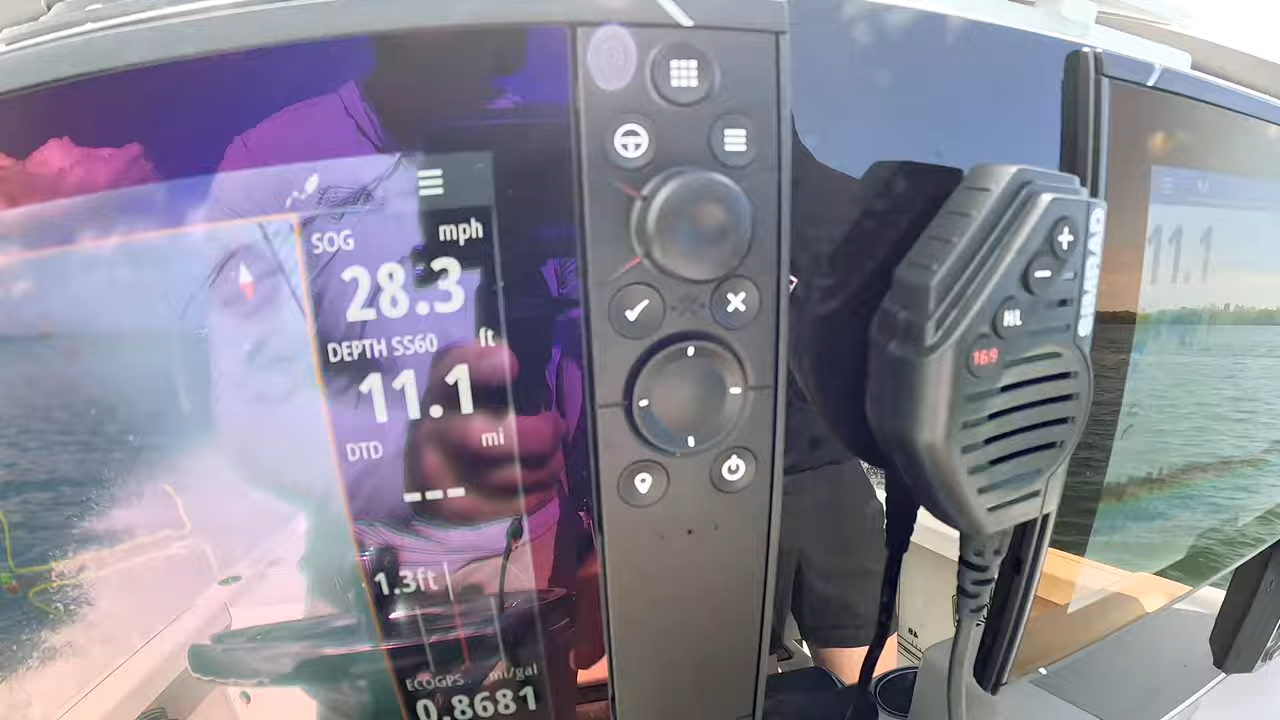 SOG mph
28.3
DEPTH SS60 ft
11.1
DTD mi
---
1.3ft
ECOGPS mi/gal
0.8681
SIMRAD
+
-
H/L
16/9
11.1